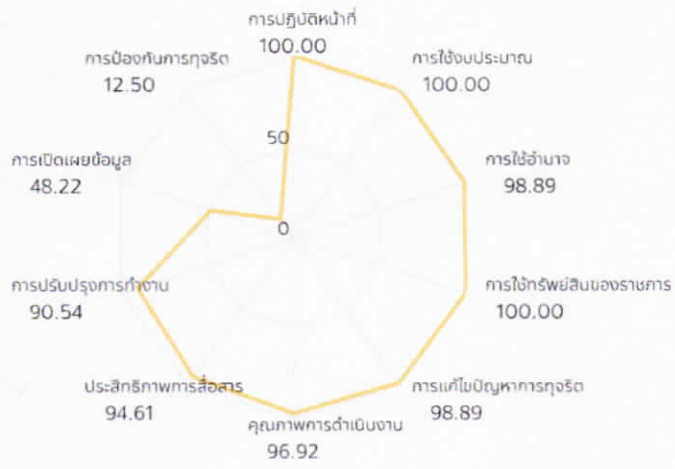 การปฏิบัติหน้าที่
100.00
การใช้งบประมาณ
100.00
การใช้อำนาจ
98.89
การใช้ทรัพย์สินของราชการ
100.00
การแก้ไขปัญหาการทุจริต
98.89
คุณภาพการดำเนินงาน
96.92
ประสิทธิภาพการสื่อสาร
94.61
การปรับปรุงการทำงาน
90.54
การเปิดเผยข้อมูล
48.22
การป้องกันการทุจริต
12.50
50
0